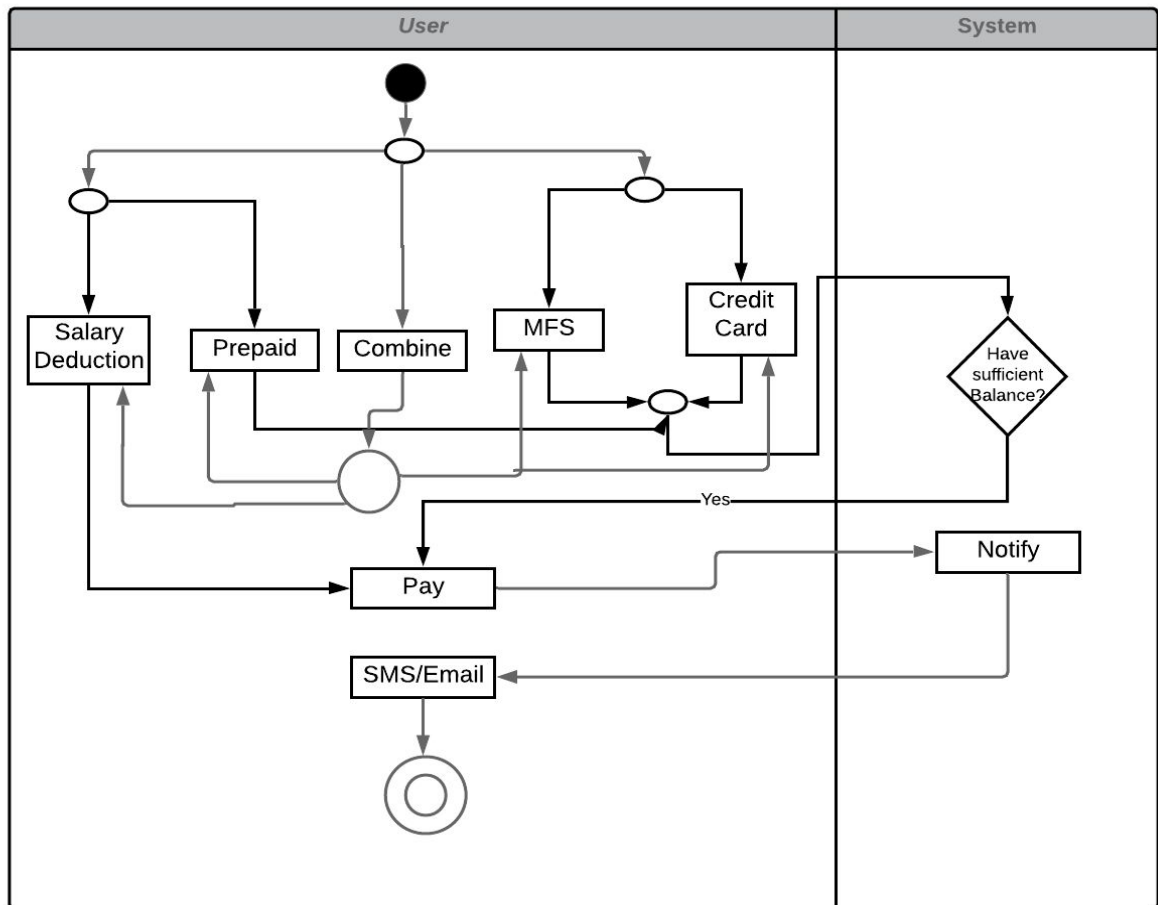 User
System
Salary
Deduction
Prepaid
Combine
MFS
Credit
Card
Have
sufficient
Balance?
Yes
Pay
Notify
SMS/Email